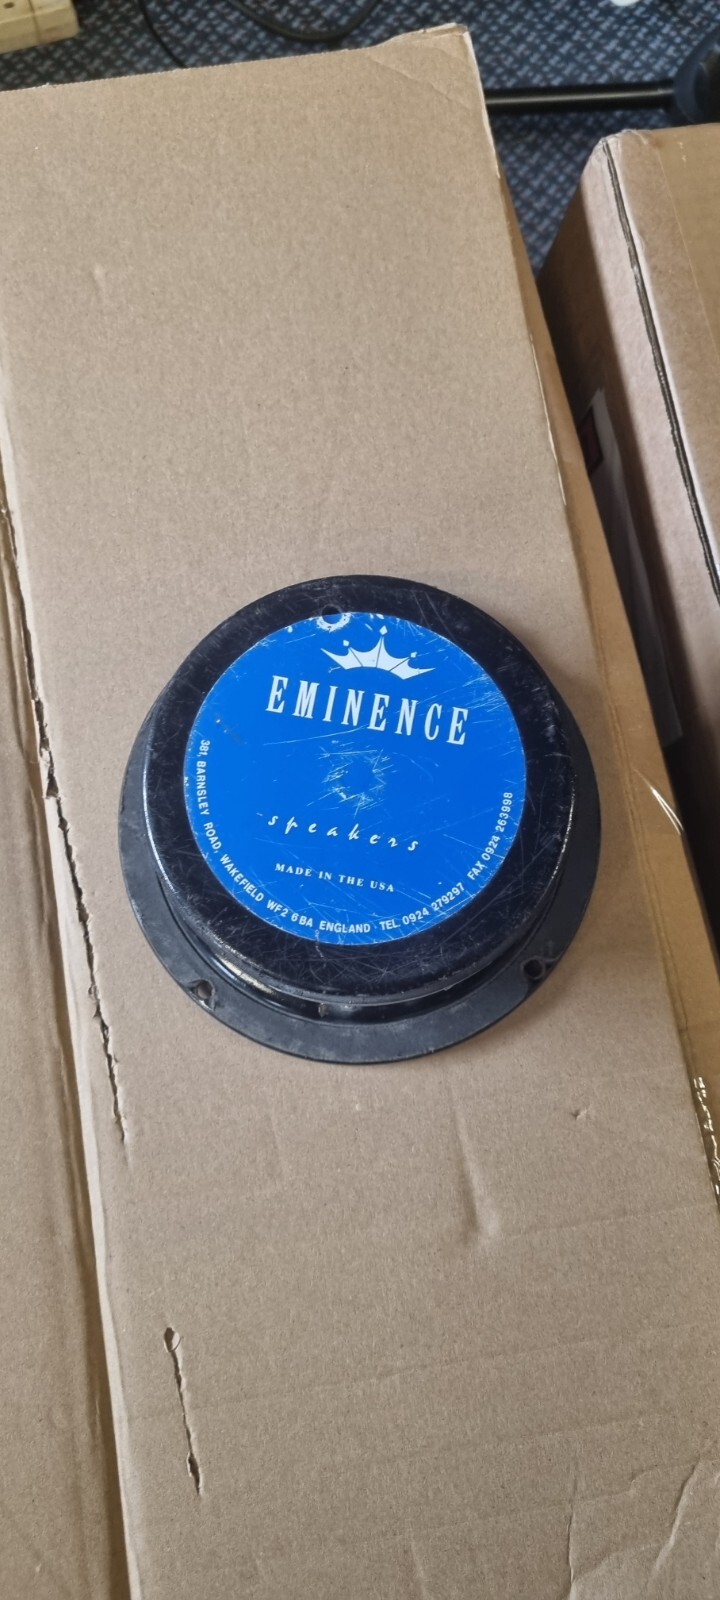 EMINENCE
speakers
MADE IN THE USA
381, BARNSLEY ROAD, WAKEFIELD WF2 6BA ENGLAND · TEL. 0924 279297 FAX 0924 263998